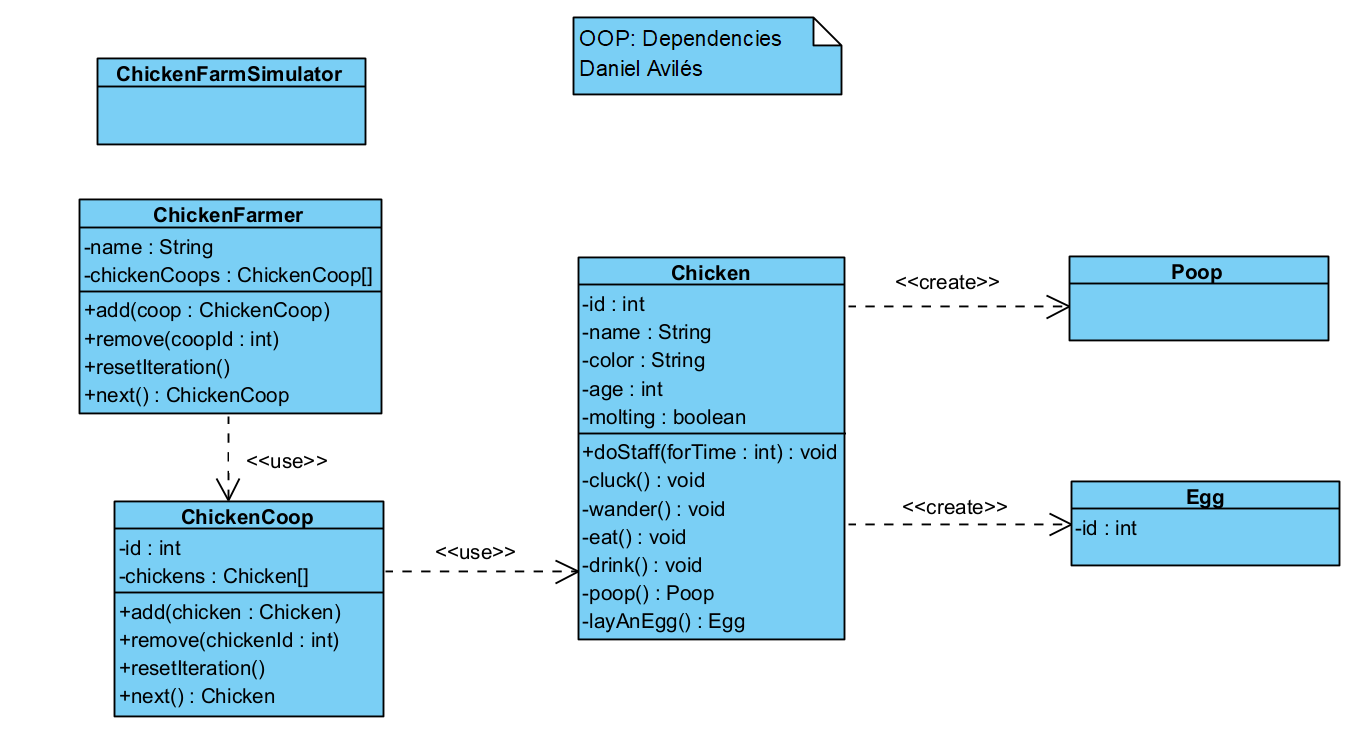 OOP: Dependencies
Daniel Avilés
ChickenFarmSimulator
ChickenFarmer
-name : String
-chickenCoops : ChickenCoop[]
+add(coop : ChickenCoop)
+remove(coopId : int)
+resetIteration()
+next() : ChickenCoop
<<use>>
ChickenCoop
-id : int
-chickens : Chicken[]
+add(chicken : Chicken)
+remove(chickenId : int)
+resetIteration()
+next() : Chicken
<<use>>
Chicken
-id : int
-name : String
-color : String
-age : int
-molting : boolean
+doStaff(forTime : int) : void
-cluck() : void
-wander() : void
-eat() : void
-drink() : void
-poop() : Poop
-layAnEgg() : Egg
<<create>>
Poop
<<create>>
Egg
-id : int